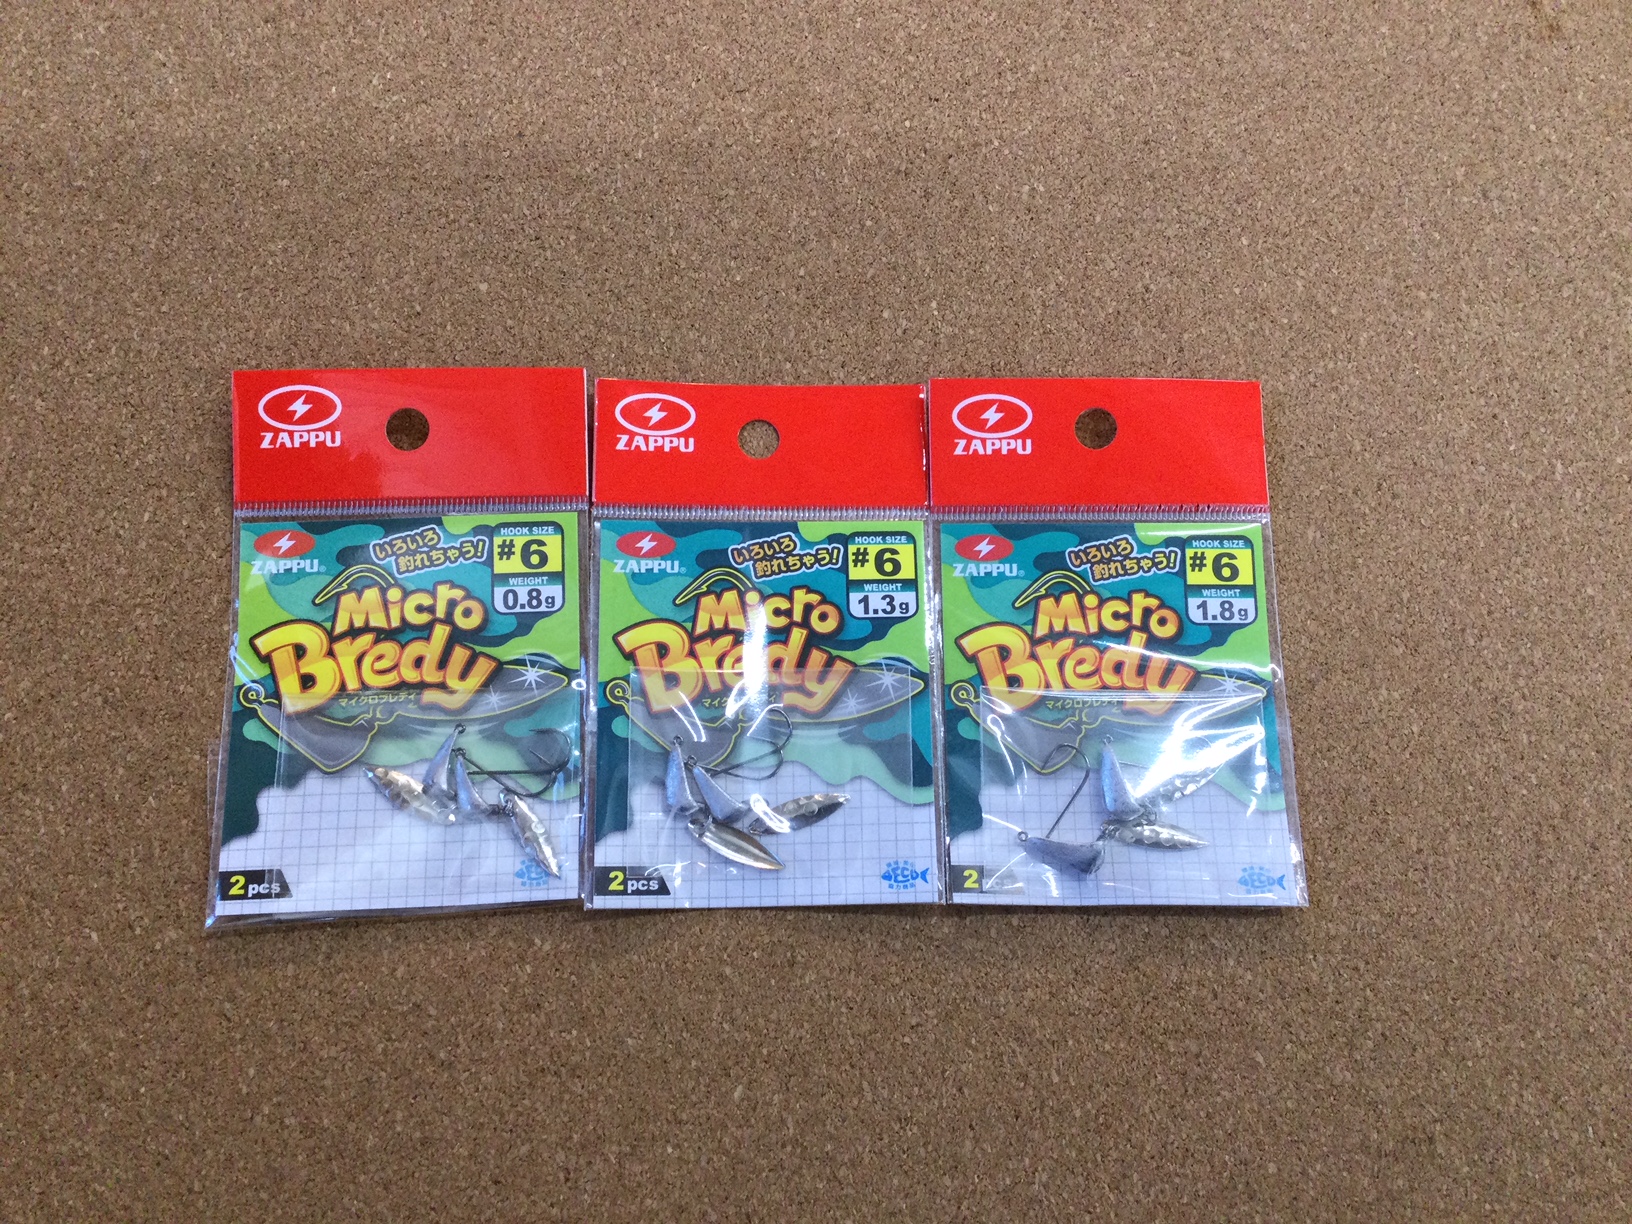 ZAPPU
ZAPPU®
いろいろ
釣れちゃう!
HOOK SIZE
#6
WEIGHT
0.8g
Micro
Bredy
マイクロブレディ
2pcs
ZAPPU
ZAPPU®
いろいろ
釣れちゃう!
HOOK SIZE
#6
WEIGHT
1.3g
Micro
Bredy
2pcs
ECO
ZAPPU
ZAPPU®
いろいろ
釣れちゃう!
HOOK SIZE
#6
WEIGHT
1.8g
Micro
Bredy
マイクロブレディ
2